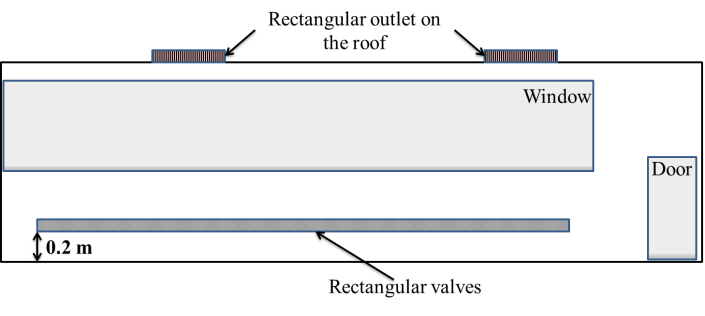 Rectangular outlet on
the roof
Window
Door
0.2 m
Rectangular valves